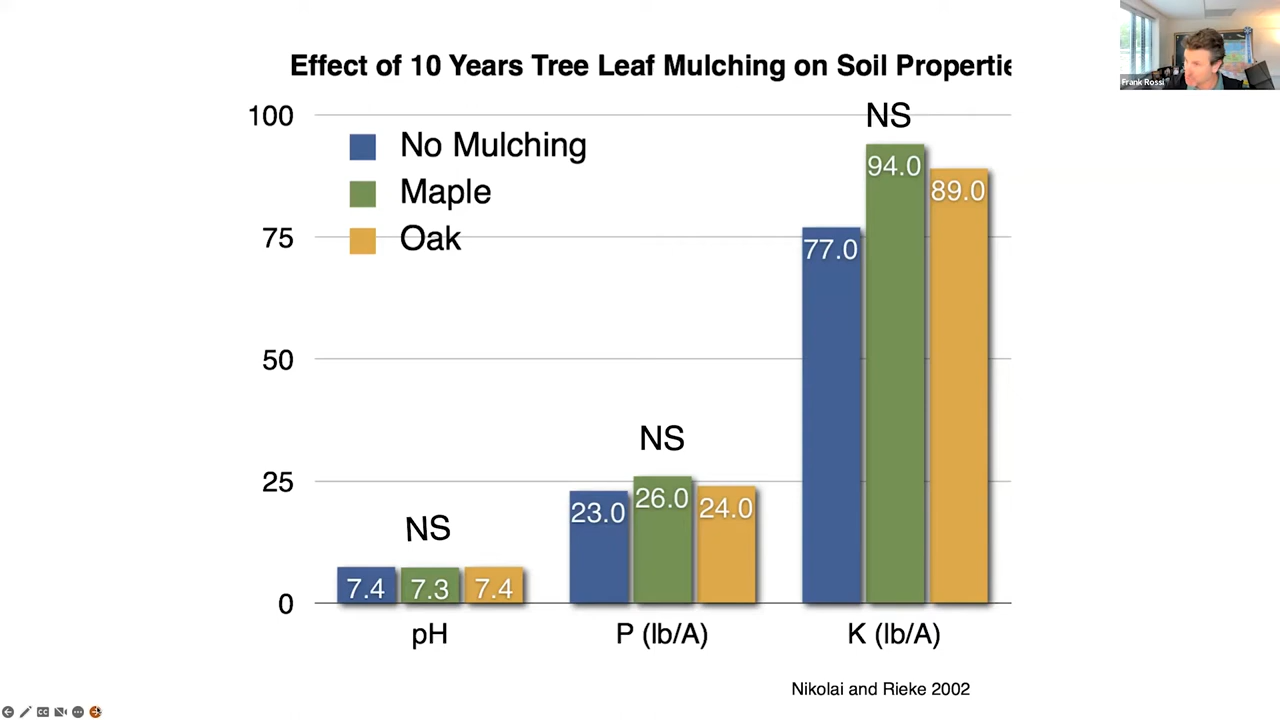 Effect of 10 Years Tree Leaf Mulching on Soil Propertie
Frank Rossi
100
75
50
25
0
No Mulching
Maple
Oak
NS
94.0
89.0
77.0
NS
23.0
26.0
24.0
NS
7.4
7.3
7.4
pH
P (lb/A)
K (lb/A)
Nikolai and Rieke 2002
CC